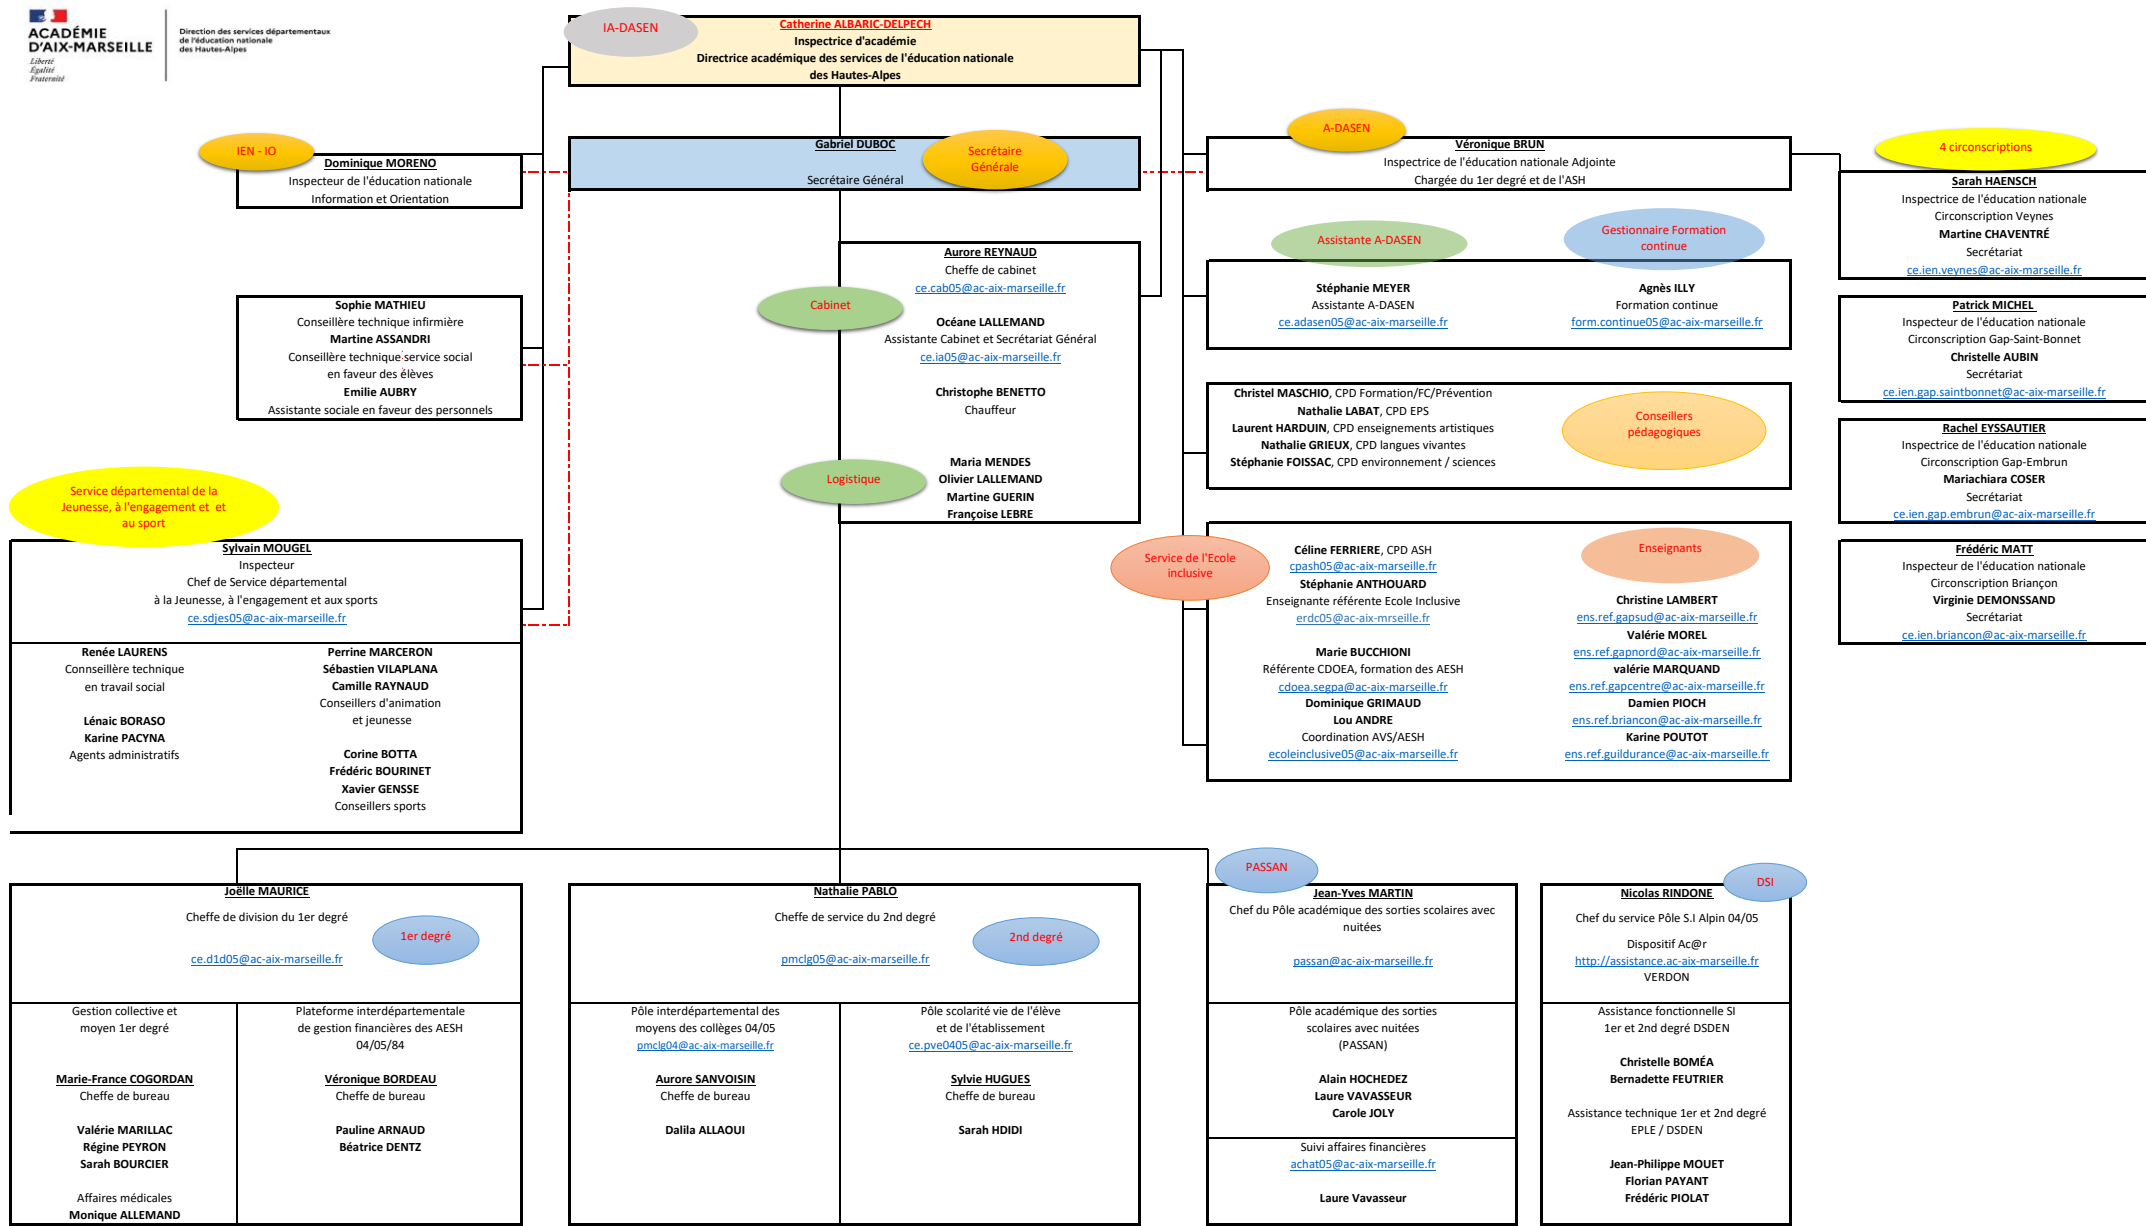 ACADÉMIE
D'AIX-MARSEILLE
Liberté
Égalité
Fraternité
Direction des services départementaux
de l'éducation nationale
des Hautes-Alpes
IA-DASEN
Catherine ALBARIC-DELPECH
Inspectrice d'académie
Directrice académique des services de l'éducation nationale
des Hautes-Alpes
IEN - IO
Dominique MORENO
Inspecteur de l'éducation nationale
Information et Orientation
Gabriel DUBOC
Secrétaire Général
Secrétaire
Générale
A-DASEN
Véronique BRUN
Inspectrice de l'éducation nationale Adjointe
Chargée du 1er degré et de l'ASH
4 circonscriptions
Sarah HAENSCH
Inspectrice de l'éducation nationale
Circonscription Veynes
Martine CHAVENTRÉ
Secrétariat
ce.ien.veynes@ac-aix-marseille.fr
Patrick MICHEL
Inspecteur de l'éducation nationale
Circonscription Gap-Saint-Bonnet
Christelle AUBIN
Secrétariat
ce.ien.gap.saintbonnet@ac-aix-marseille.fr
Rachel EYSSAUTIER
Inspectrice de l'éducation nationale
Circonscription Gap-Embrun
Mariachiara COSER
Secrétariat
ce.ien.gap.embrun@ac-aix-marseille.fr
Frédéric MATT
Inspecteur de l'éducation nationale
Circonscription Briançon
Virginie DEMONSSAND
Secrétariat
ce.ien.briancon@ac-aix-marseille.fr
Sophie MATHIEU
Conseillère technique infirmière
Martine ASSANDRI
Conseillère technique service social
en faveur des élèves
Emilie AUBRY
Assistante sociale en faveur des personnels
Cabinet
Aurore REYNAUD
Cheffe de cabinet
ce.cab05@ac-aix-marseille.fr
Océane LALLEMAND
Assistante Cabinet et Secrétariat Général
ce.ia05@ac-aix-marseille.fr
Christophe BENETTO
Chauffeur
Logistique
Maria MENDES
Olivier LALLEMAND
Martine GUERIN
Françoise LEBRE
Assistante A-DASEN
Stéphanie MEYER
Assistante A-DASEN
ce.adasen05@ac-aix-marseille.fr
Gestionnaire Formation
continue
Agnès ILLY
Formation continue
form.continue05@ac-aix-marseille.fr
Christel MASCHIO, CPD Formation/FC/Prévention
Nathalie LABAT, CPD EPS
Laurent HARDUIN, CPD enseignements artistiques
Nathalie GRIEUX, CPD langues vivantes
Stéphanie FOISSAC, CPD environnement / sciences
Conseillers
pédagogiques
Service de l'Ecole
inclusive
Céline FERRIERE, CPD ASH
cpash05@ac-aix-marseille.fr
Stéphanie ANTHOUARD
Enseignante référente Ecole Inclusive
erdc05@ac-aix-mrseille.fr
Marie BUCCHIONI
Référente CDOEA, formation des AESH
cdoea.segpa@ac-aix-marseille.fr
Dominique GRIMAUD
Lou ANDRE
Coordination AVS/AESH
ecoleinclusive05@ac-aix-marseille.fr
Enseignants
Christine LAMBERT
ens.ref.gapsud@ac-aix-marseille.fr
Valérie MOREL
ens.ref.gapnord@ac-aix-marseille.fr
valérie MARQUAND
ens.ref.gapcentre@ac-aix-marseille.fr
Damien PIOCH
ens.ref.briancon@ac-aix-marseille.fr
Karine POUTOT
ens.ref.guildurance@ac-aix-marseille.fr
Service départemental de la
Jeunesse, à l'engagement et et
au sport
Sylvain MOUGEL
Inspecteur
Chef de Service départemental
à la Jeunesse, à l'engagement et aux sports
ce.sdjes05@ac-aix-marseille.fr
Renée LAURENS
Connseillère technique
en travail social
Lénaic BORASO
Karine PACYNA
Agents administratifs
Perrine MARCERON
Sébastien VILAPLANA
Camille RAYNAUD
Conseillers d'animation
et jeunesse
Corine BOTTA
Frédéric BOURINET
Xavier GENSSE
Conseillers sports
Joëlle MAURICE
Cheffe de division du 1er degré
ce.d1d05@ac-aix-marseille.fr
1er degré
Gestion collective et
moyen 1er degré
Marie-France COGORDAN
Cheffe de bureau
Valérie MARILLAC
Régine PEYRON
Sarah BOURCIER
Affaires médicales
Monique ALLEMAND
Plateforme interdépartementale
de gestion financières des AESH
04/05/84
Véronique BORDEAU
Cheffe de bureau
Pauline ARNAUD
Béatrice DENTZ
Nathalie PABLO
Cheffe de service du 2nd degré
pmclg05@ac-aix-marseille.fr
2nd degré
Pôle interdépartemental des
moyens des collèges 04/05
pmclg04@ac-aix-marseille.fr
Aurore SANVOISIN
Cheffe de bureau
Dalila ALLAOUI
Pôle scolarité vie de l'élève
et de l'établissement
ce.pve0405@ac-aix-marseille.fr
Sylvie HUGUES
Cheffe de bureau
Sarah HDIDI
PASSAN
Jean-Yves MARTIN
Chef du Pôle académique des sorties scolaires avec
nuitées
passan@ac-aix-marseille.fr
Pôle académique des sorties
scolaires avec nuitées
(PASSAN)
Alain HOCHEDEZ
Laure VAVASSEUR
Carole JOLY
Suivi affaires financières
achat05@ac-aix-marseille.fr
Laure Vavasseur
DSI
Nicolas RINDONE
Chef du service Pôle S.I Alpin 04/05
Dispositif Ac@r
http://assistance.ac-aix-marseille.fr
VERDON
Assistance fonctionnelle SI
1er et 2nd degré DSDEN
Christelle BOMÉA
Bernadette FEUTRIER
Assistance technique 1er et 2nd degré
EPLE / DSDEN
Jean-Philippe MOUET
Florian PAYANT
Frédéric PIOLAT